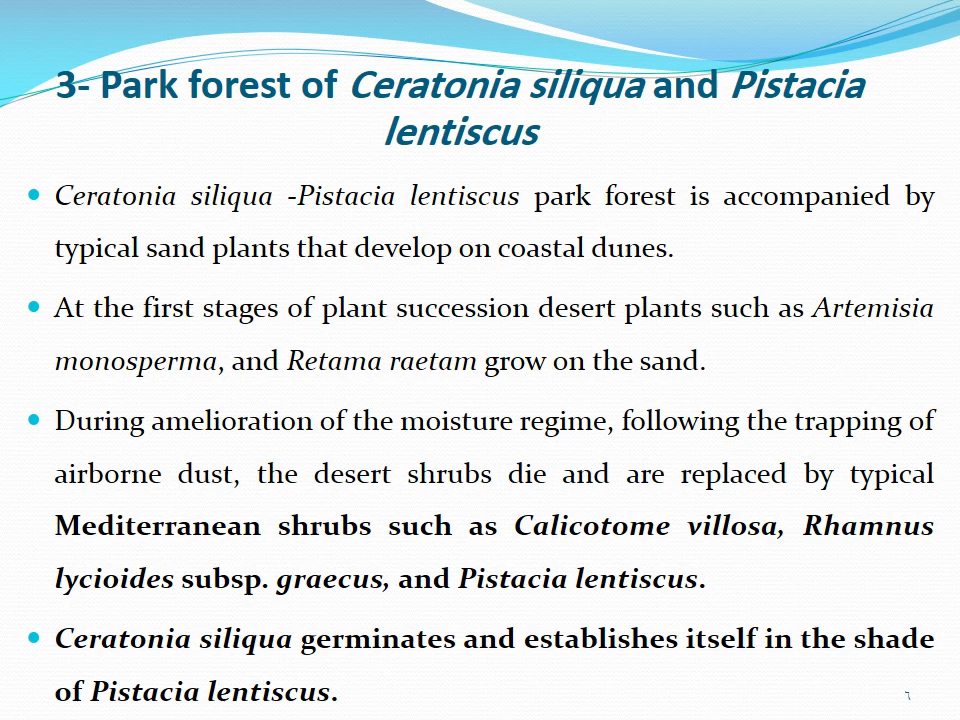 3- Park forest of Ceratonia siliqua and Pistacia
lentiscus
• Ceratonia siliqua -Pistacia lentiscus park forest is accompanied by
typical sand plants that develop on coastal dunes.
• At the first stages of plant succession desert plants such as Artemisia
monosperma, and Retama raetam grow on the sand.
• During amelioration of the moisture regime, following the trapping of
airborne dust, the desert shrubs die and are replaced by typical
Mediterranean shrubs such as Calicotome villosa, Rhamnus
lycioides subsp. graecus, and Pistacia lentiscus.
• Ceratonia siliqua germinates and establishes itself in the shade
of Pistacia lentiscus.
٦